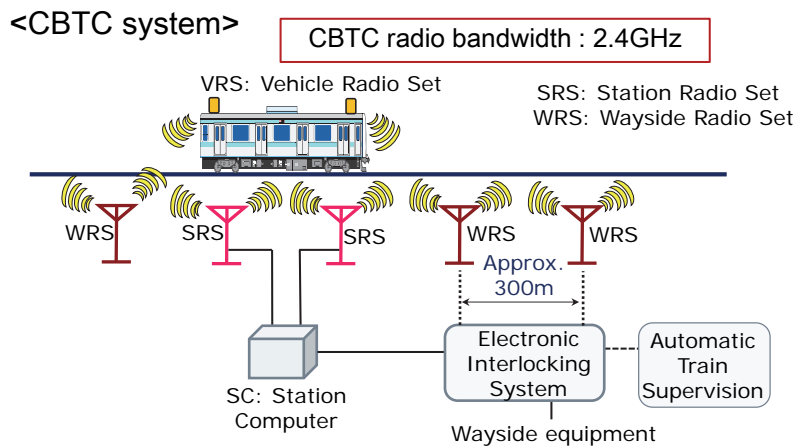 <CBTC system>
CBTC radio bandwidth : 2.4GHz
VRS: Vehicle Radio Set
SRS: Station Radio Set
WRS: Wayside Radio Set
WRS
SRS
SRS
WRS
WRS
Approx.
300m
Electronic
Interlocking
System
Automatic
Train
Supervision
SC: Station
Computer
Wayside equipment